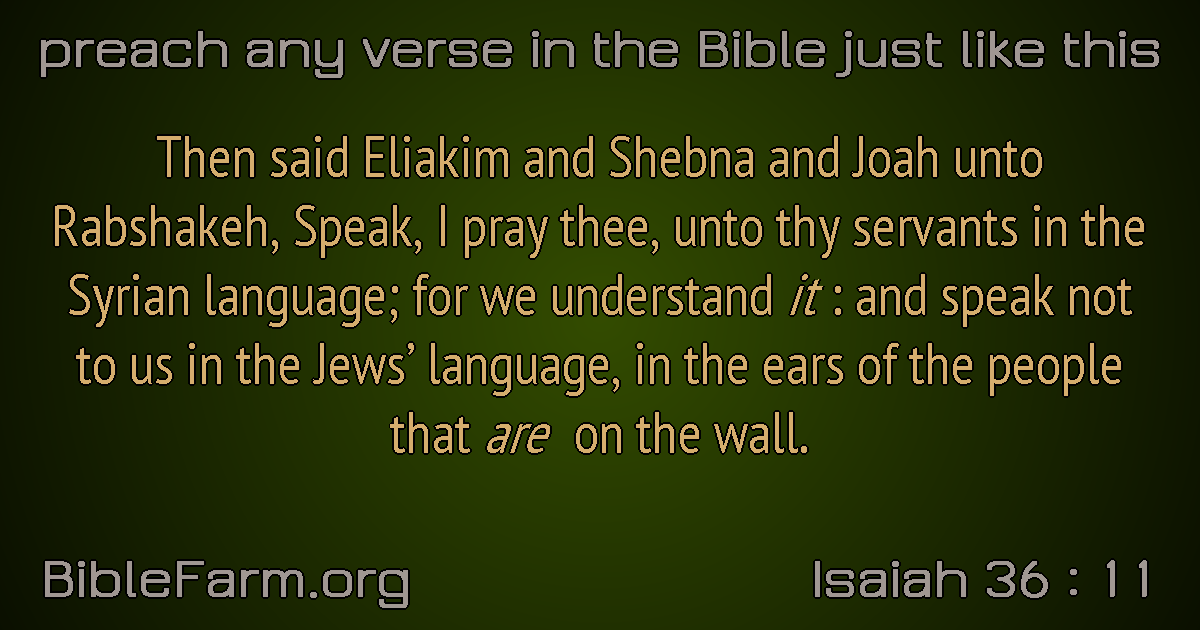 preach any verse in the Bible just like this
Then said Eliakim and Shebna and Joah unto
Rabshakeh, Speak, I pray thee, unto thy servants in the
Syrian language; for we understand it : and speak not
to us in the Jews’ language, in the ears of the people
that are on the wall.
BibleFarm.org
Isaiah 36 : 11